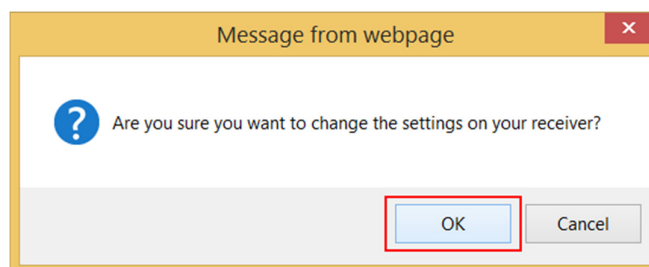 Message from webpage
Are you sure you want to change the settings on your receiver?
OK
Cancel